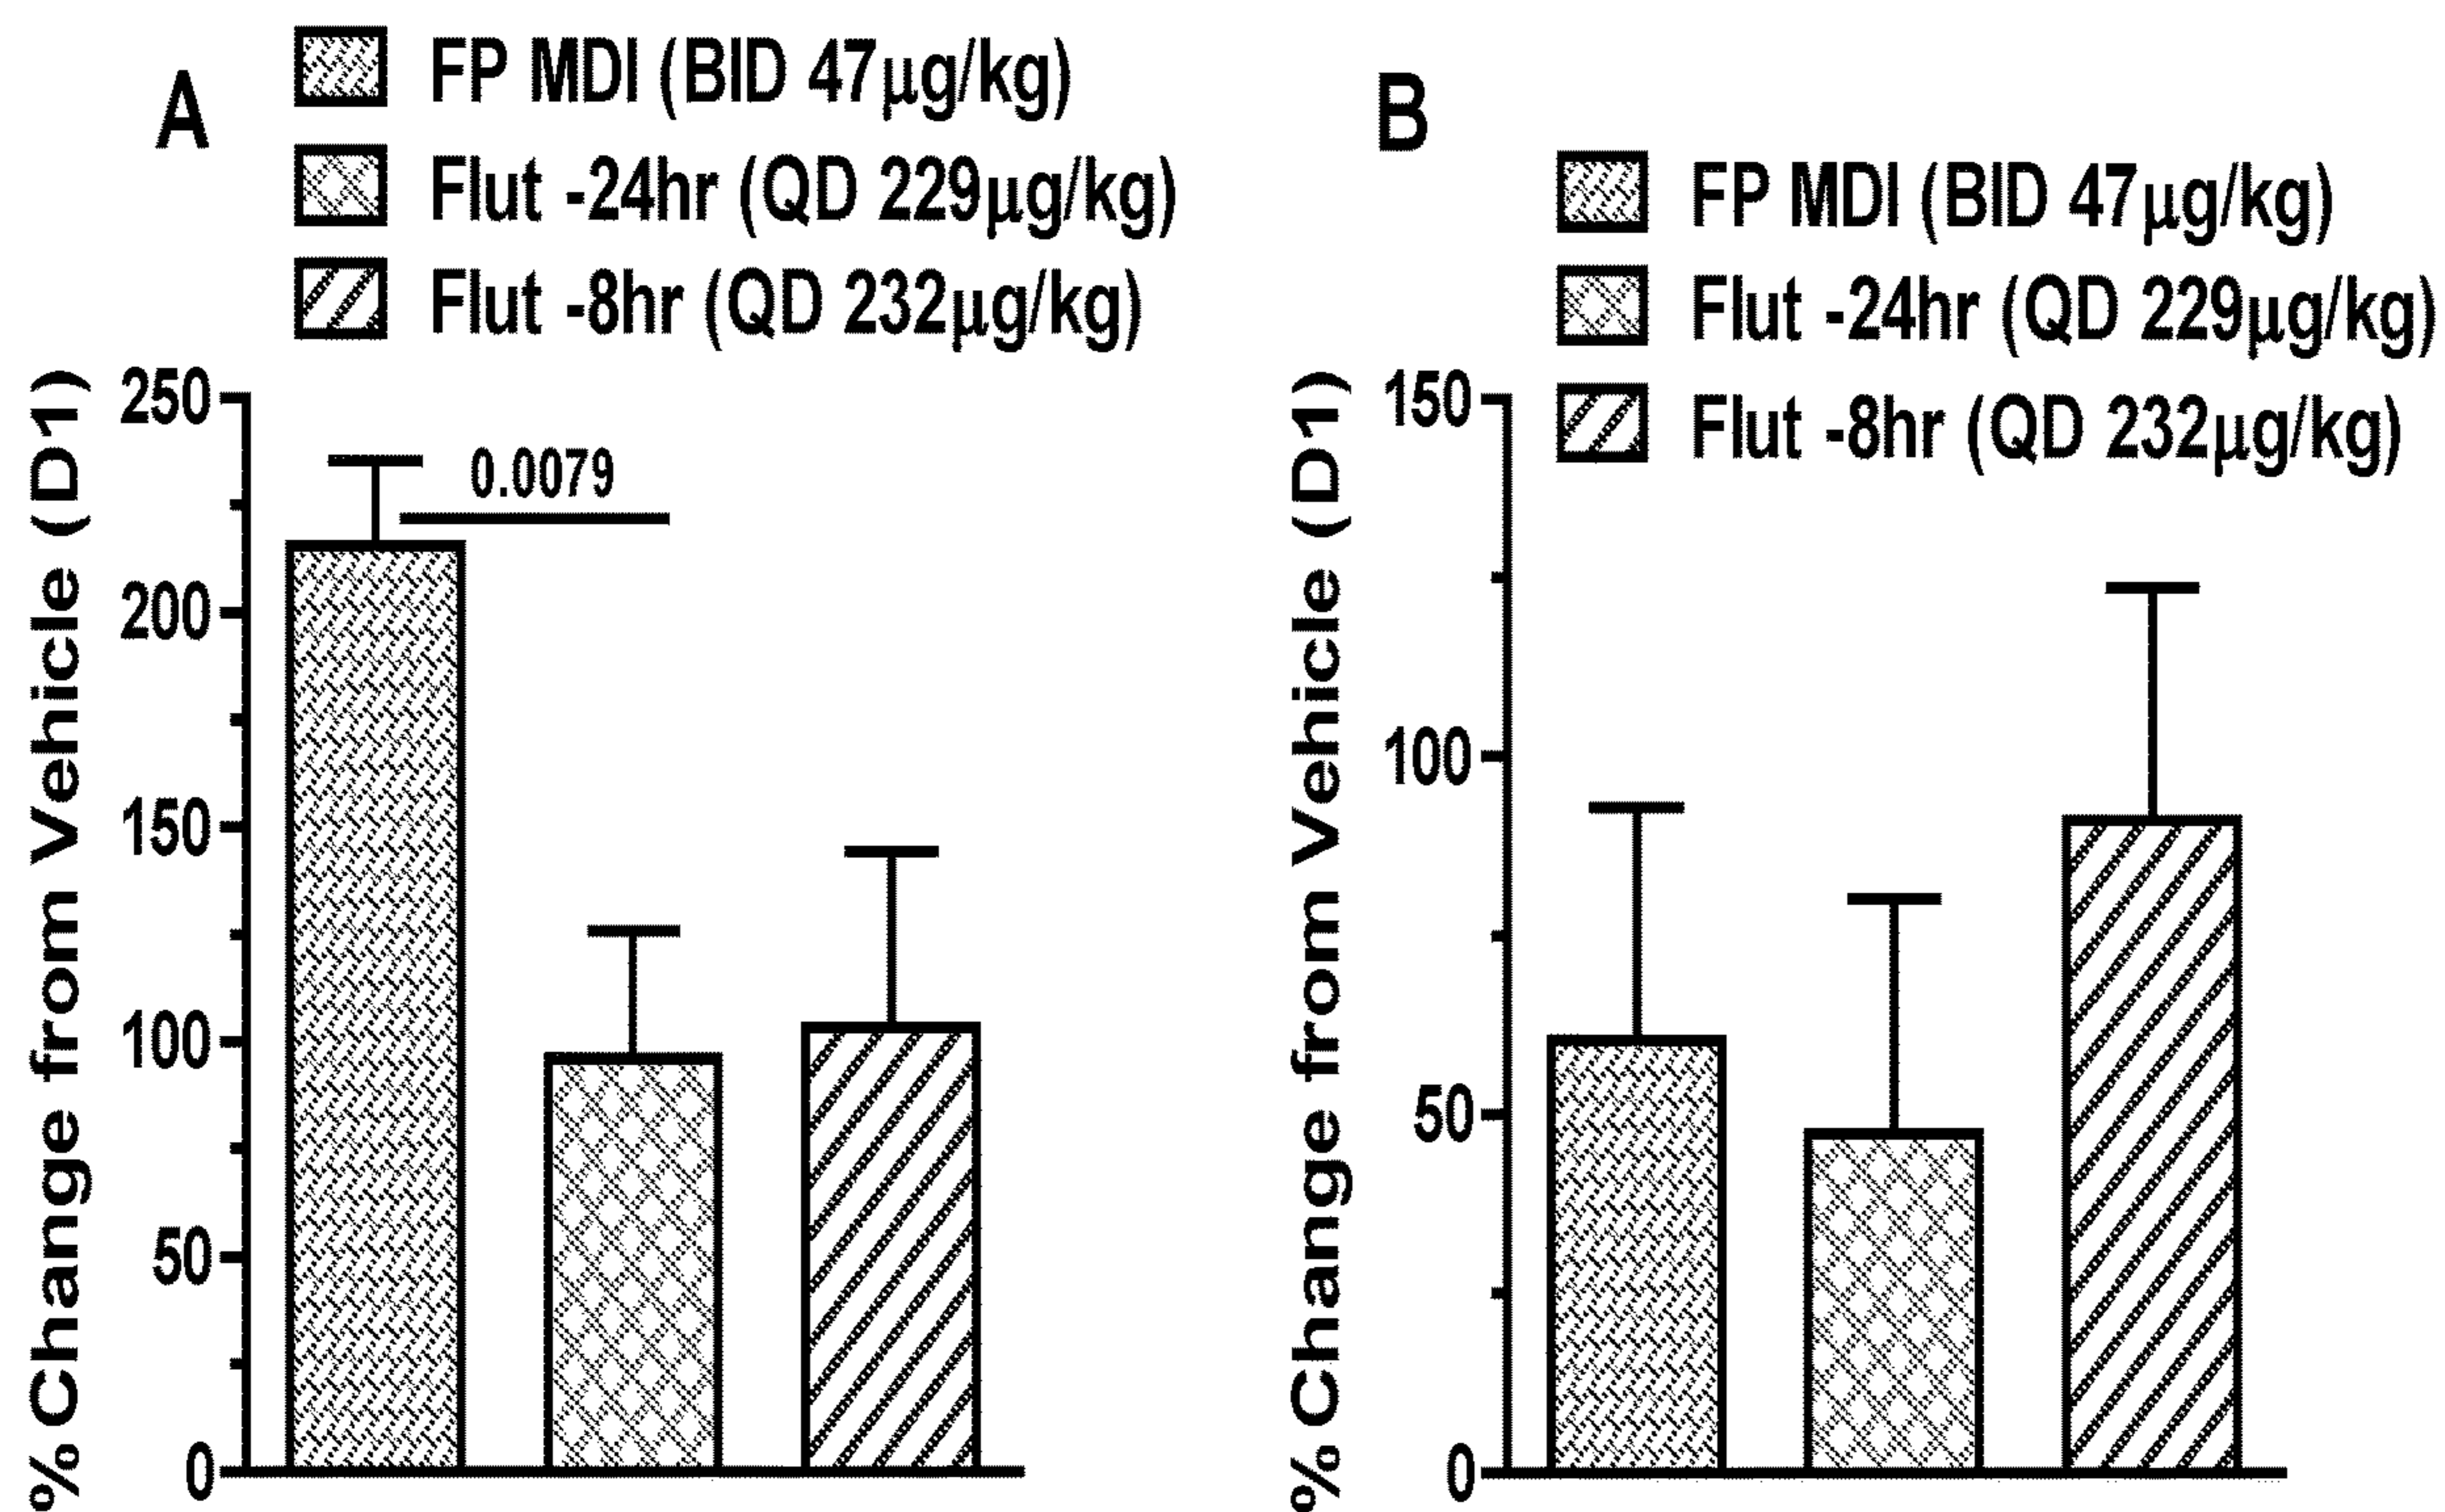 A
FP MDI (BID 47µg/kg)
Flut -24hr (QD 229µg/kg)
Flut -8hr (QD 232µg/kg)
% Change from Vehicle (D1)
250
200
150
100
50
0
0.0079
B
FP MDI (BID 47µg/kg)
Flut -24hr (QD 229µg/kg)
Flut -8hr (QD 232µg/kg)
% Change from Vehicle (D1)
150
100
50
0